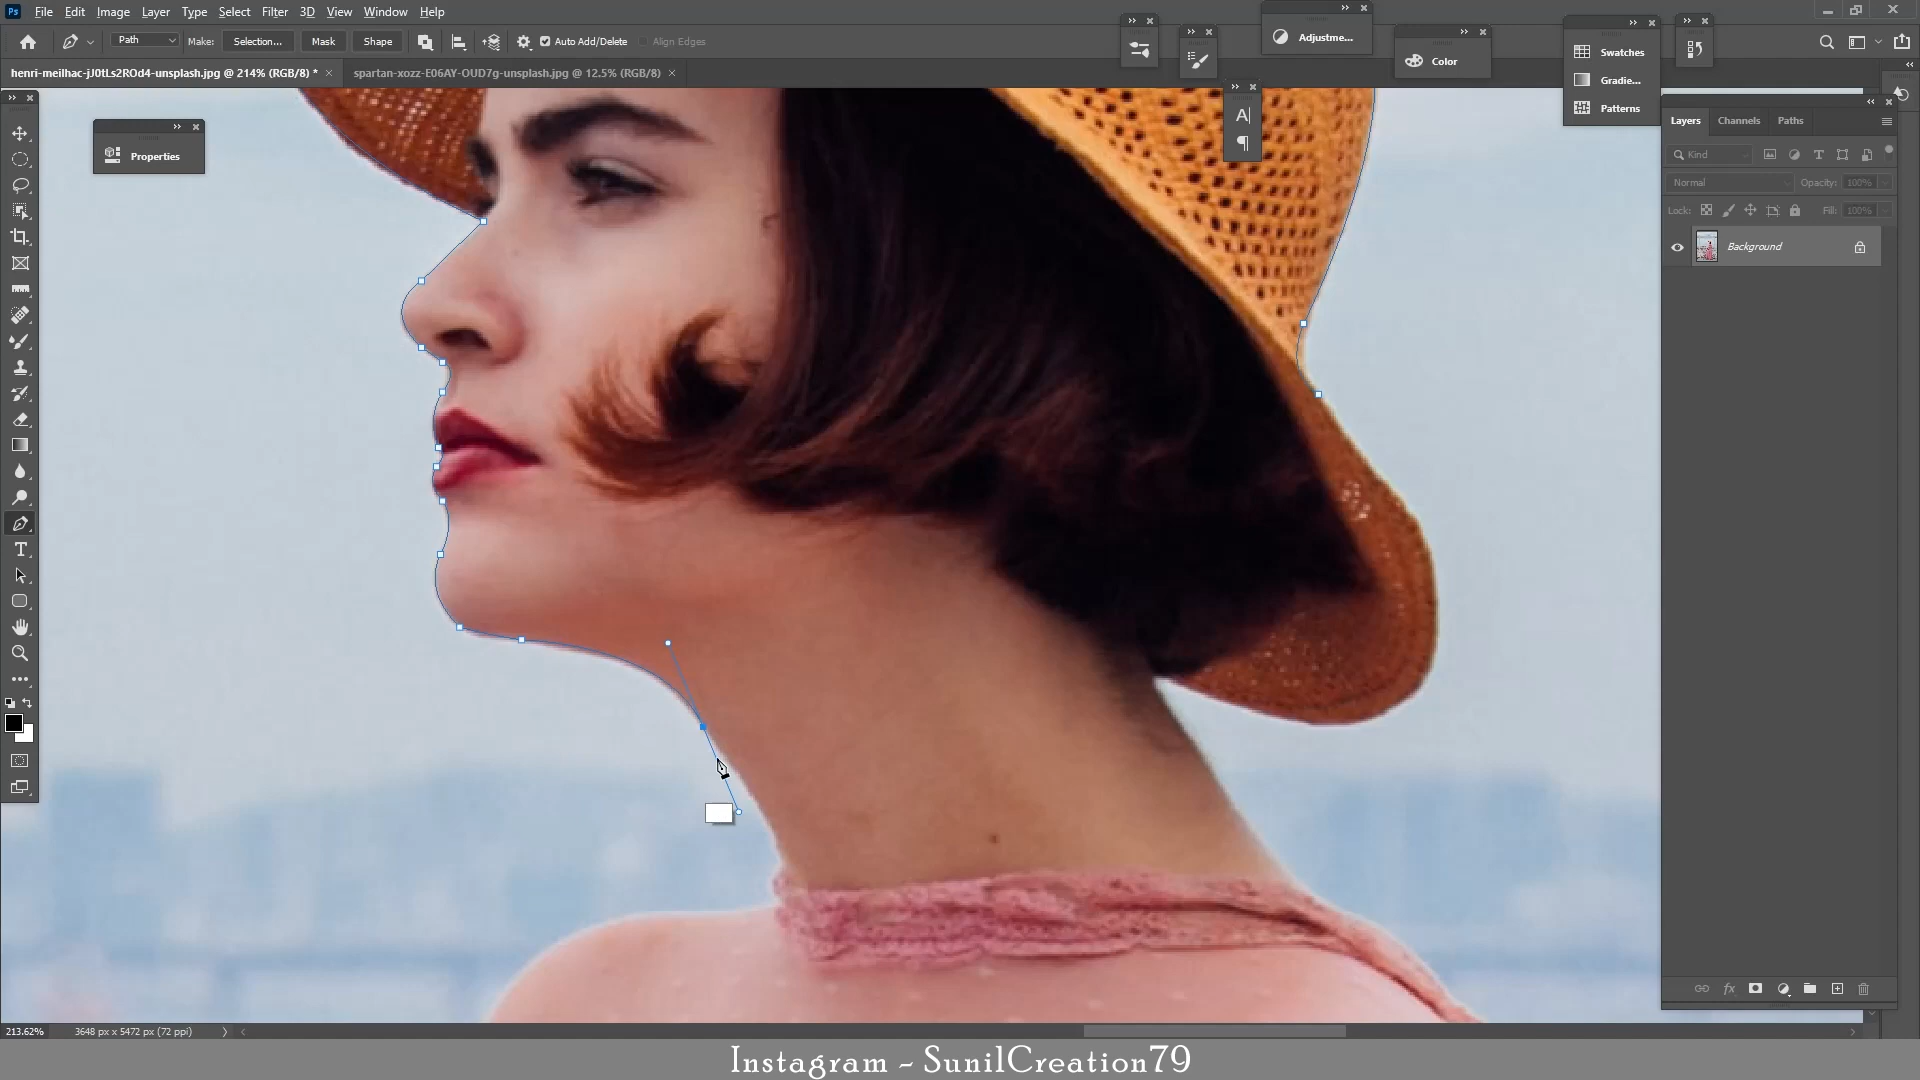 Ps File Edit Image Layer Type Select Filter 3D View Window Help
Path Make: Selection... Mask Shape Auto Add/Delete Align Edges
henri-meilhac-jJ0tLs2ROd4-unsplash.jpg @ 214% (RGB/8) * × spartan-xozz-E06AY-OUD7g-unsplash.jpg @ 12.5% (RGB/8) ×
Properties
Adjustme...
Color
Swatches
Gradie...
Patterns
Layers Channels Paths
Kind
Normal Opacity: 100%
Lock: Fill: 100%
Background
213.62% 3648 px x 5472 px (72 ppi)
Instagram - SunilCreation79